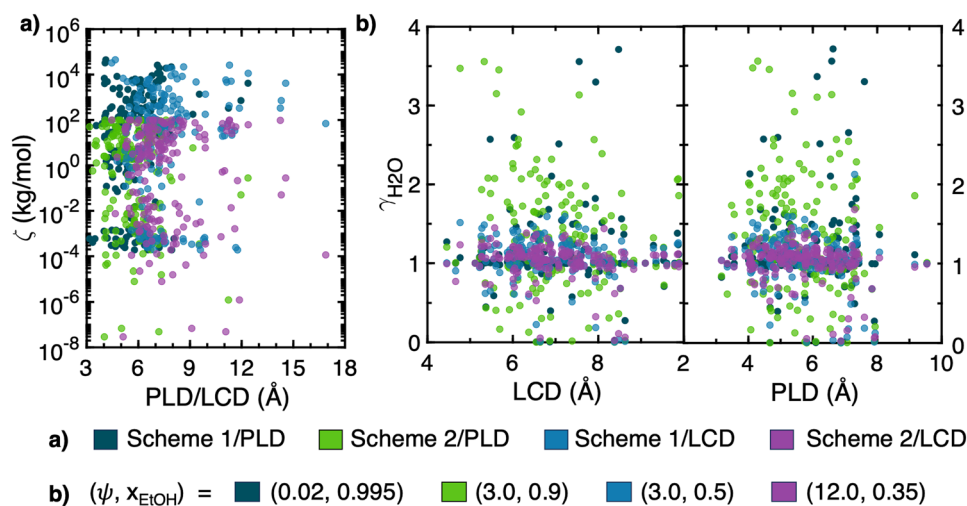 a)
b)
10^6
10^4
10^2
10^0
10^-2
10^-4
10^-6
10^-8
ζ (kg/mol)
3 6 9 12 15 18
PLD/LCD (Å)
4
3
2
1
0
γH2O
4 6 8 2 4 6 8 10
LCD (Å) PLD (Å)
4
3
2
1
0
a) Scheme 1/PLD Scheme 2/PLD Scheme 1/LCD Scheme 2/LCD
b) (ψ, xEtOH) = (0.02, 0.995) (3.0, 0.9) (3.0, 0.5) (12.0, 0.35)